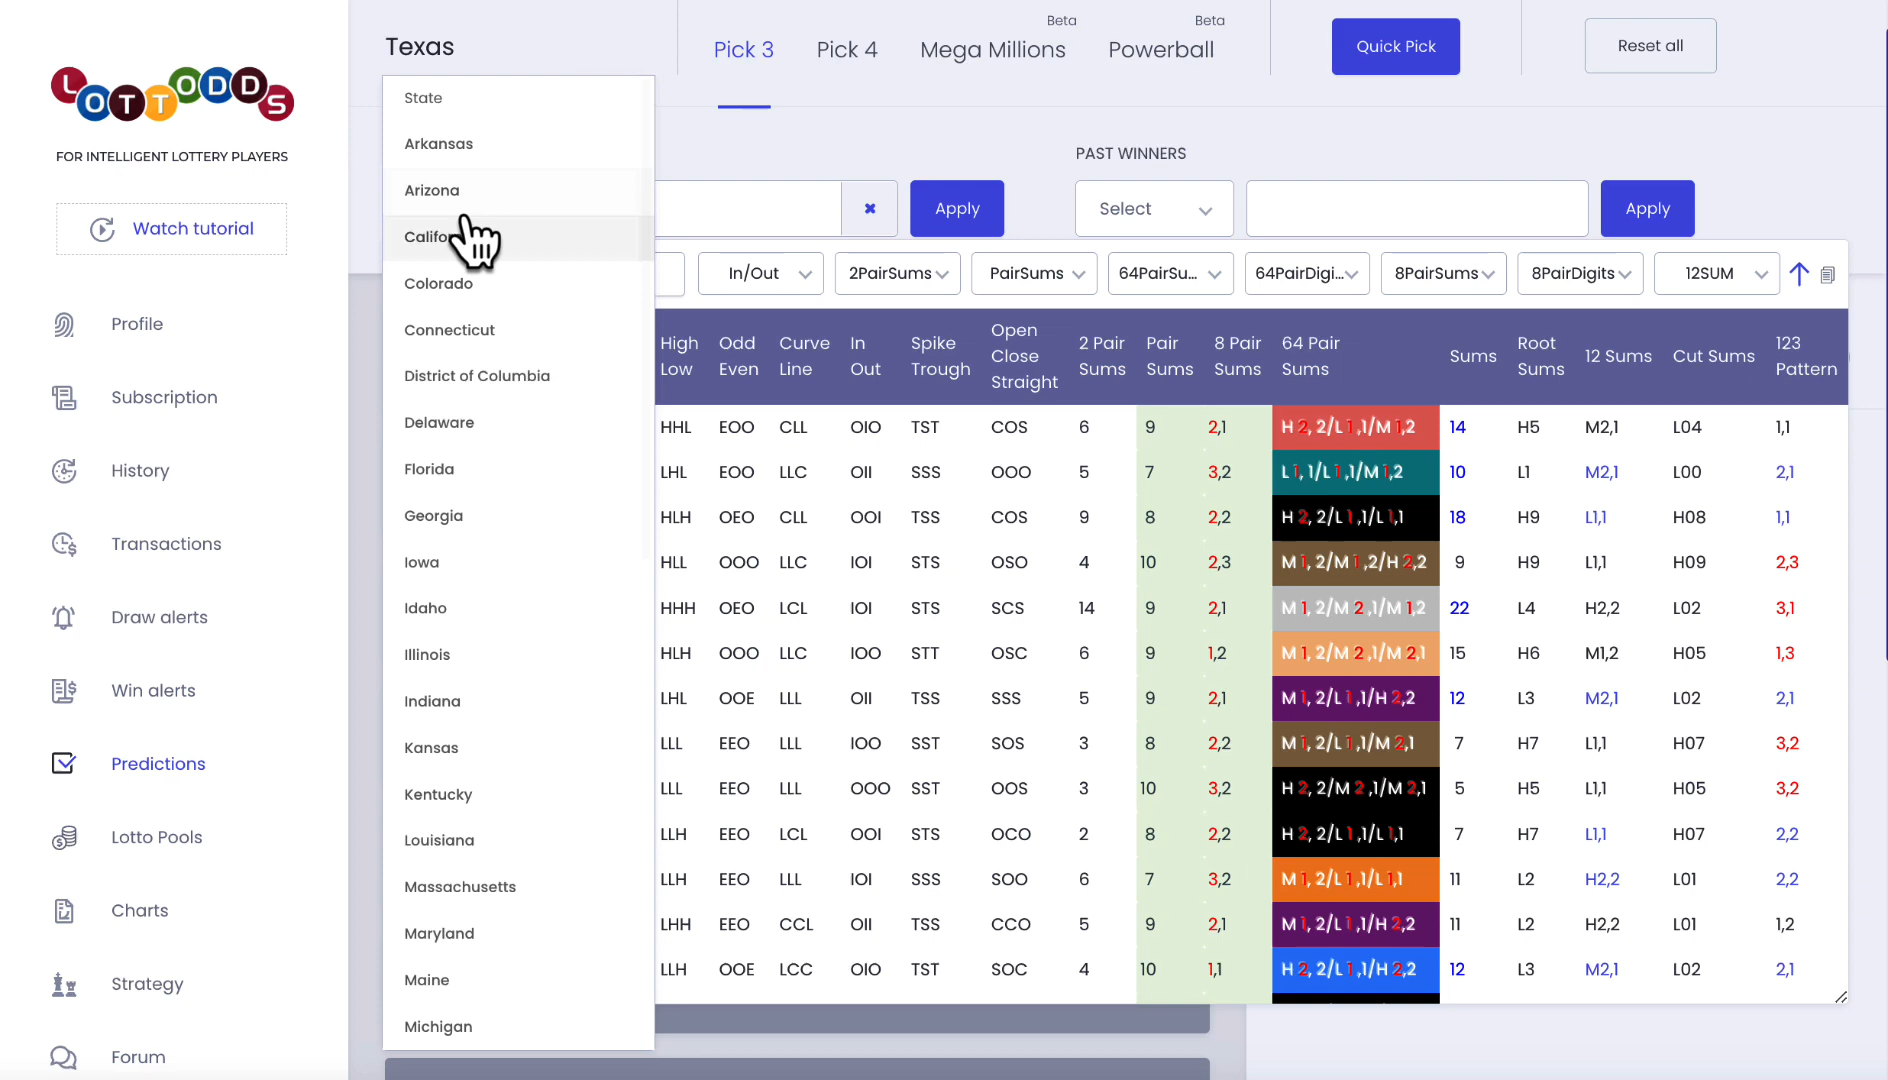 LOTTODDS
FOR INTELLIGENT LOTTERY PLAYERS
Watch tutorial
Profile
Subscription
History
Transactions
Draw alerts
Win alerts
Predictions
Lotto Pools
Charts
Strategy
Forum
Texas
Pick 3
Pick 4
Beta
Mega Millions
Beta
Powerball
Quick Pick
Reset all
State
Arkansas
Arizona
Colorado
Connecticut
District of Columbia
Delaware
Florida
Georgia
Iowa
Idaho
Illinois
Indiana
Kansas
Kentucky
Louisiana
Massachusetts
Maryland
Maine
Michigan
Apply
PAST WINNERS
Select
Apply
In/Out 2PairSums PairSums 64PairSu... 64PairDigi... 8PairSums 8PairDigits 12SUM
High Low Odd Even Curve Line In Out Spike Trough Open Close Straight 2 Pair Sums Pair Sums 8 Pair Sums 64 Pair Sums Sums Root Sums 12 Sums Cut Sums 123 Pattern
HHL EOO CLL OIO TST COS 6 9 2,1 H 2, 2/L 1 ,1/M 1,2 14 H5 M2,1 L04 1,1
LHL EOO LLC OII SSS OOO 5 7 3,2 L 1, 1/L 1 ,1/M 1,2 10 L1 M2,1 L00 2,1
HLH OEO CLL OOI TSS COS 9 8 2,2 H 2, 2/L 1 ,1/L 1,1 18 H9 L1,1 H08 1,1
HLL OOO LLC IOI STS OSO 4 10 2,3 M 1, 2/M 1 ,2/H 2,2 9 H9 L1,1 H09 2,3
HHH OEO LCL IOI STS SCS 14 9 2,1 M 1, 2/M 2 ,1/M 1,2 22 L4 H2,2 L02 3,1
HLH OOO LLC IOO STT OSC 6 9 1,2 M 1, 2/M 2 ,1/M 2,1 15 H6 M1,2 H05 1,3
LHL OOE LLL OII TSS SSS 5 9 2,1 M 1, 2/L 1 ,1/H 2,2 12 L3 M2,1 L02 2,1
LLL EEO LLL IOO SST SOS 3 8 2,2 M 1, 2/L 1 ,1/M 2,1 7 H7 L1,1 H07 3,2
LLL EEO LLL OOO SST OOS 3 10 3,2 H 2, 2/M 2 ,1/M 2,1 5 H5 L1,1 H05 3,2
LLH EEO LCL OOI STS OCO 2 8 2,2 H 2, 2/L 1 ,1/L 1,1 7 H7 L1,1 H07 2,2
LLH EEO LLL IOI SSS SOO 6 7 3,2 M 1, 2/L 1 ,1/L 1,1 11 L2 H2,2 L01 2,2
LHH EEO CCL OII TSS CCO 5 9 2,1 M 1, 2/L 1 ,1/H 2,2 11 L2 H2,2 L01 1,2
LLH OOE LCC OIO TST SOC 4 10 1,1 H 2, 2/L 1 ,1/H 2,2 12 L3 M2,1 L02 2,1